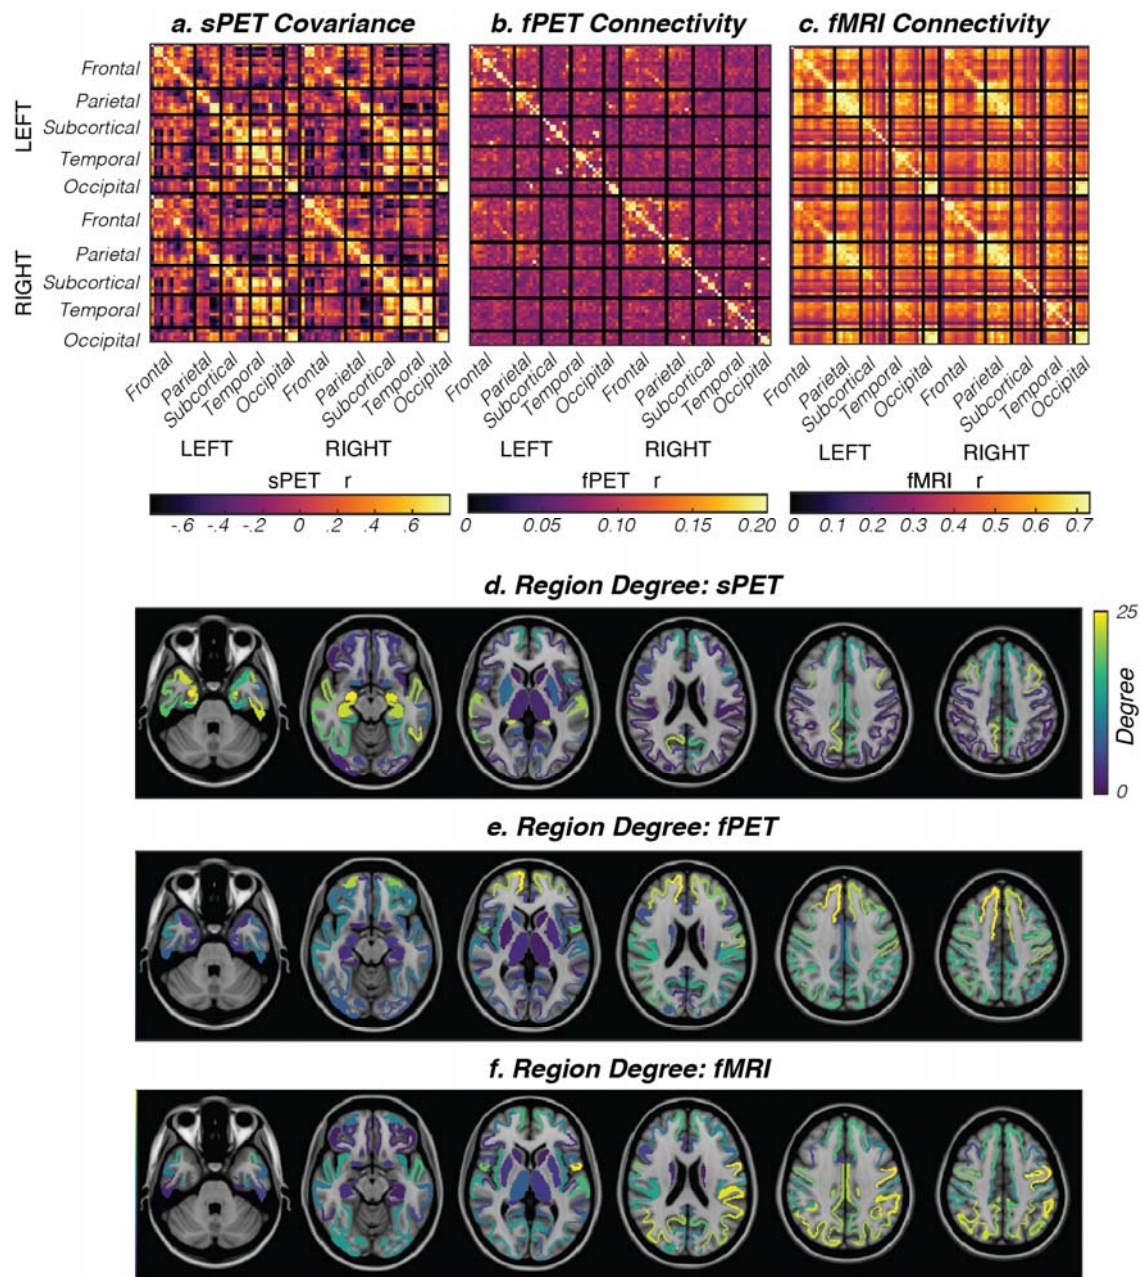 a. sPET Covariance
b. fPET Connectivity
c. fMRI Connectivity
LEFT
RIGHT
Frontal
Parietal
Subcortical
Temporal
Occipital
Frontal
Parietal
Subcortical
Temporal
Occipital
Frontal
Parietal
Subcortical
Temporal
Occipital
Frontal
Parietal
Subcortical
Temporal
Occipital
Frontal
Parietal
Subcortical
Temporal
Occipital
Frontal
Parietal
Subcortical
Temporal
Occipital
Frontal
Parietal
Subcortical
Temporal
Occipital
Frontal
Parietal
Subcortical
Temporal
Occipital
LEFT RIGHT
LEFT RIGHT
LEFT RIGHT
sPET r
fPET r
fMRI r
-.6 -.4 -.2 0 .2 .4 .6
0 0.05 0.10 0.15 0.20
0 0.1 0.2 0.3 0.4 0.5 0.6 0.7
d. Region Degree: sPET
25
Degree
0
e. Region Degree: fPET
f. Region Degree: fMRI